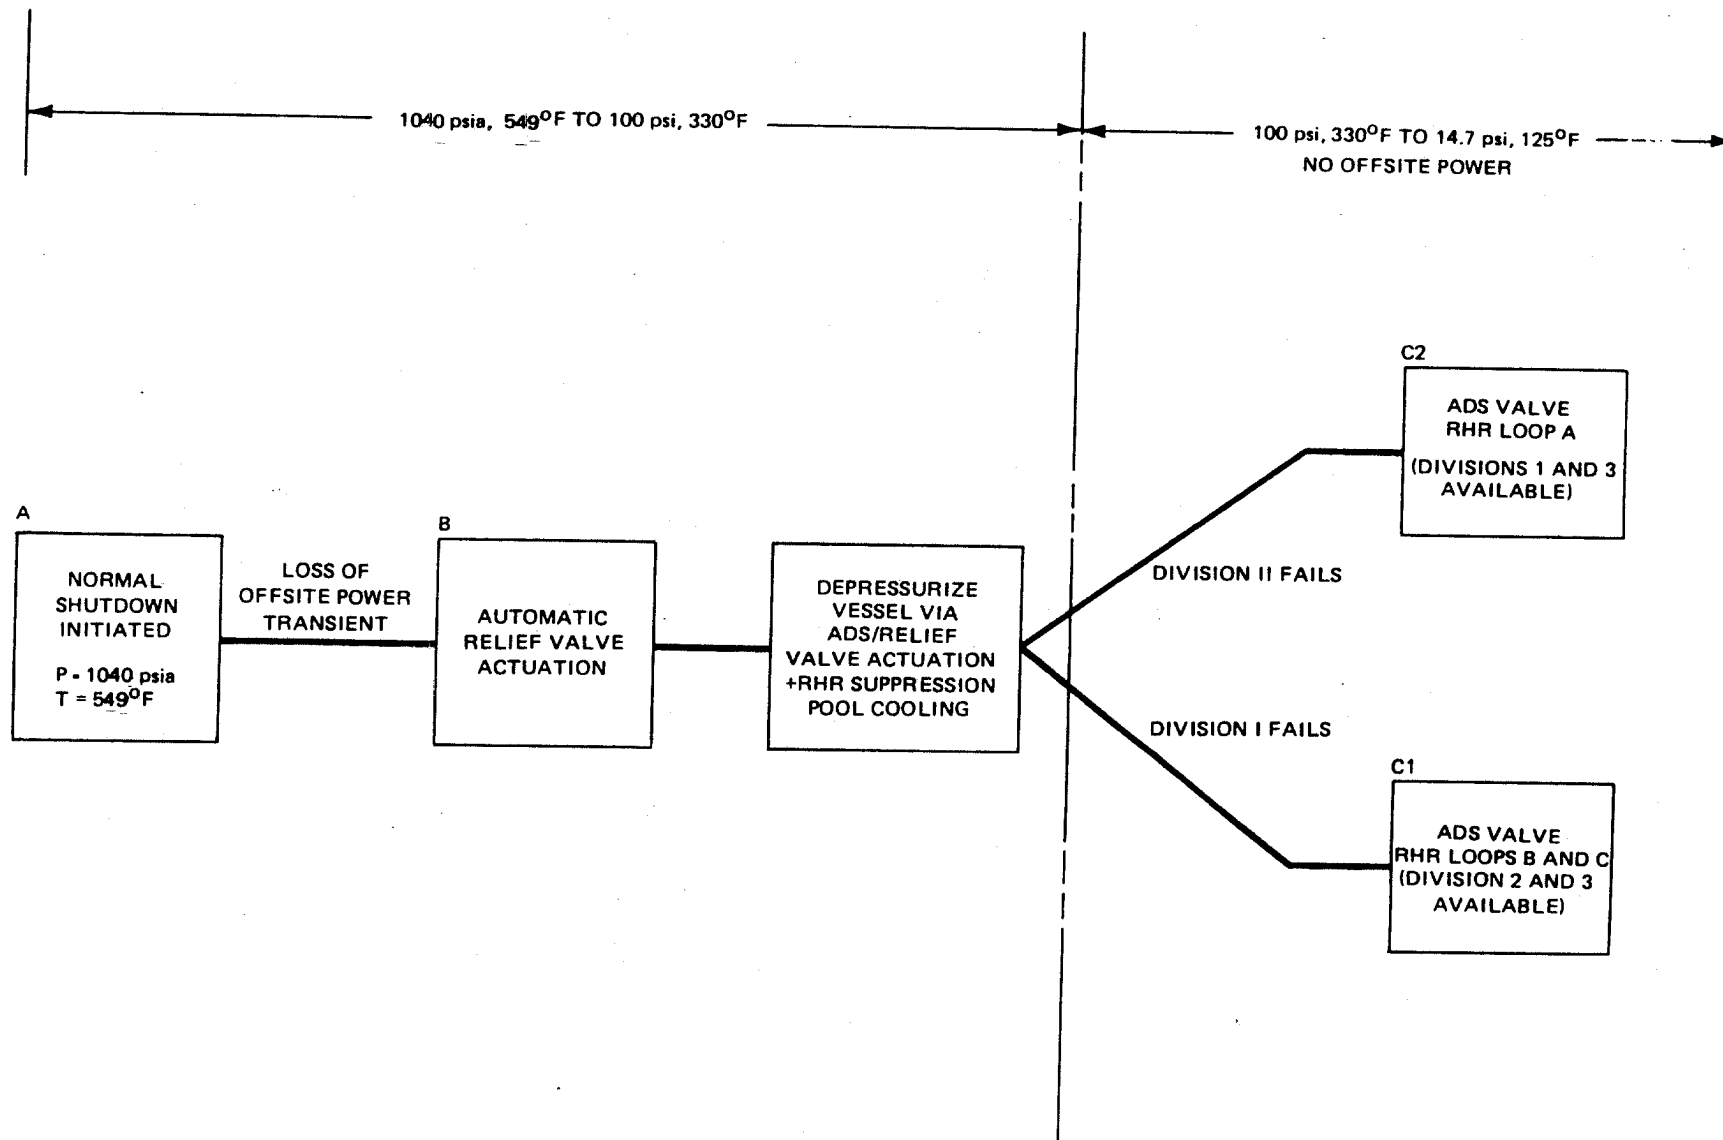 1040 psia, 549°F TO 100 psi, 330°F
100 psi, 330°F TO 14.7 psi, 125°F
NO OFFSITE POWER
A
NORMAL
SHUTDOWN
INITIATED
P - 1040 psia
T = 549°F
LOSS OF
OFFSITE POWER
TRANSIENT
B
AUTOMATIC
RELIEF VALVE
ACTUATION
DEPRESSURIZE
VESSEL VIA
ADS/RELIEF
VALVE ACTUATION
+RHR SUPPRESSION
POOL COOLING
DIVISION II FAILS
C2
ADS VALVE
RHR LOOP A
(DIVISIONS 1 AND 3
AVAILABLE)
DIVISION I FAILS
C1
ADS VALVE
RHR LOOPS B AND C
(DIVISION 2 AND 3
AVAILABLE)